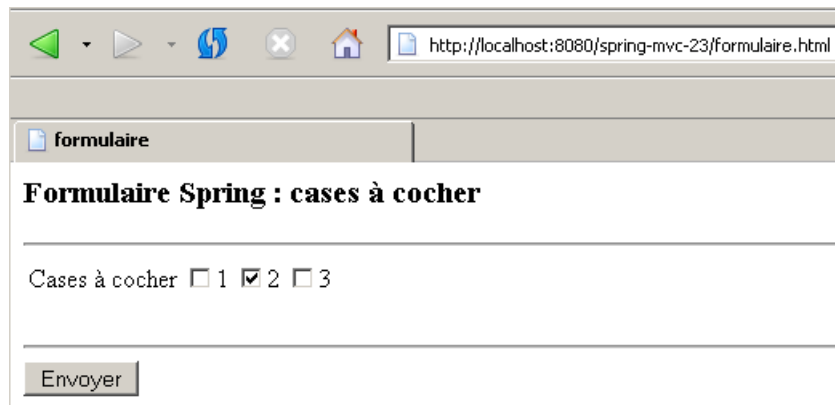 http://localhost:8080/spring-mvc-23/formulaire.html
formulaire
Formulaire Spring : cases à cocher
Cases à cocher 1 2 3
Envoyer